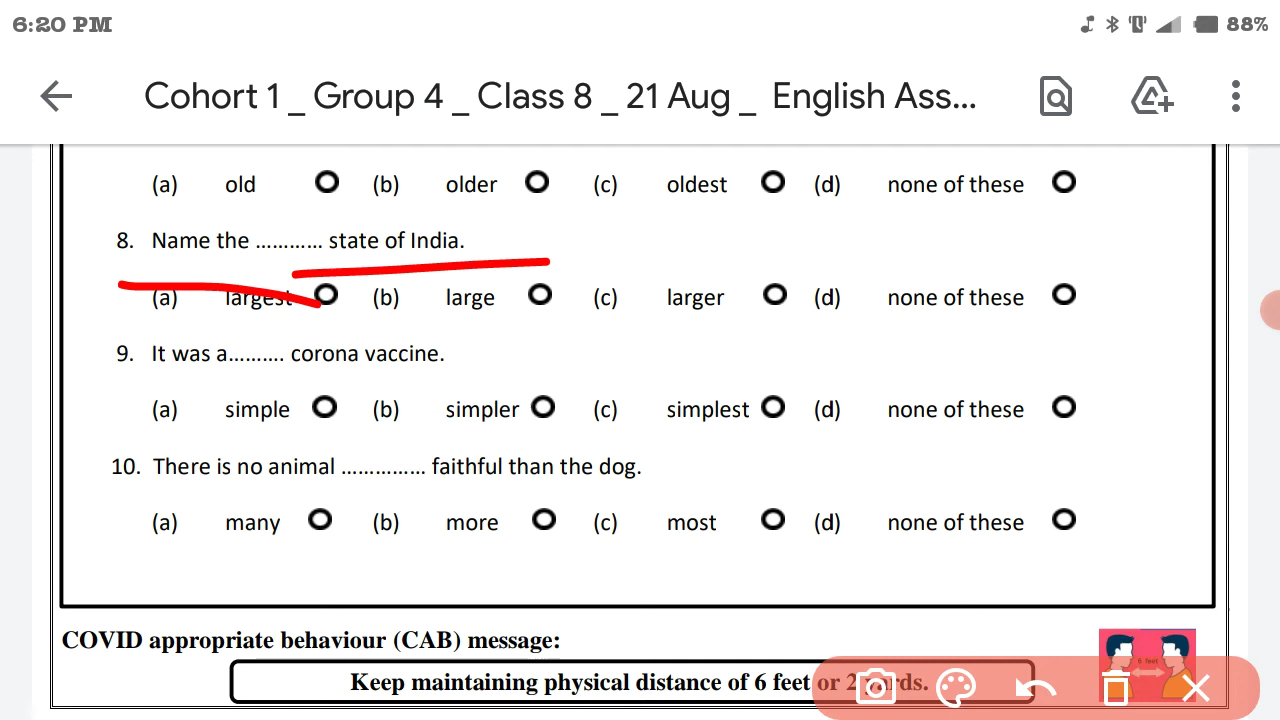 6:20 PM 88%
Cohort 1 _ Group 4 _ Class 8 _ 21 Aug _ English Ass...
(a) old (b) older (c) oldest (d) none of these
8. Name the ………… state of India.
(a) largest (b) large (c) larger (d) none of these
9. It was a………. corona vaccine.
(a) simple (b) simpler (c) simplest (d) none of these
10. There is no animal …………… faithful than the dog.
(a) many (b) more (c) most (d) none of these
COVID appropriate behaviour (CAB) message:
6 feet
Keep maintaining physical distance of 6 feet or 2 yards.